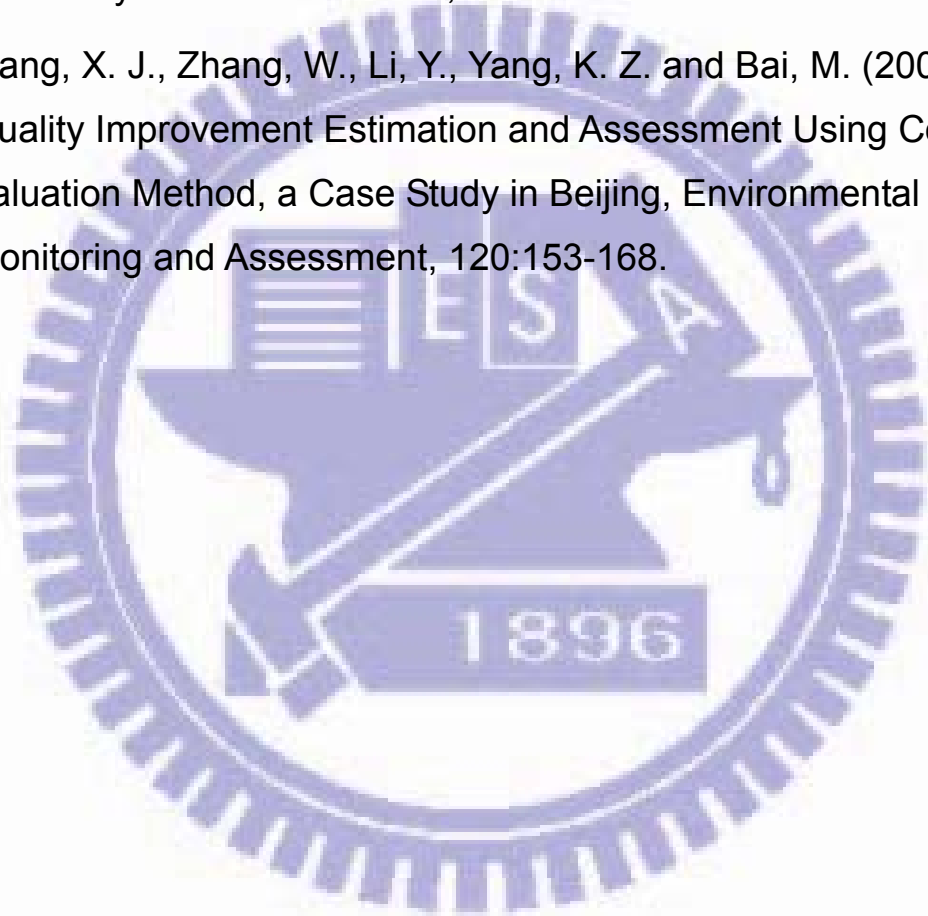 ang, X. J., Zhang, W., Li, Y., Yang, K. Z. and Bai, M. (200
uality Improvement Estimation and Assessment Using Co
aluation Method, a Case Study in Beijing, Environmental
onitoring and Assessment, 120:153-168.
E S A
1896